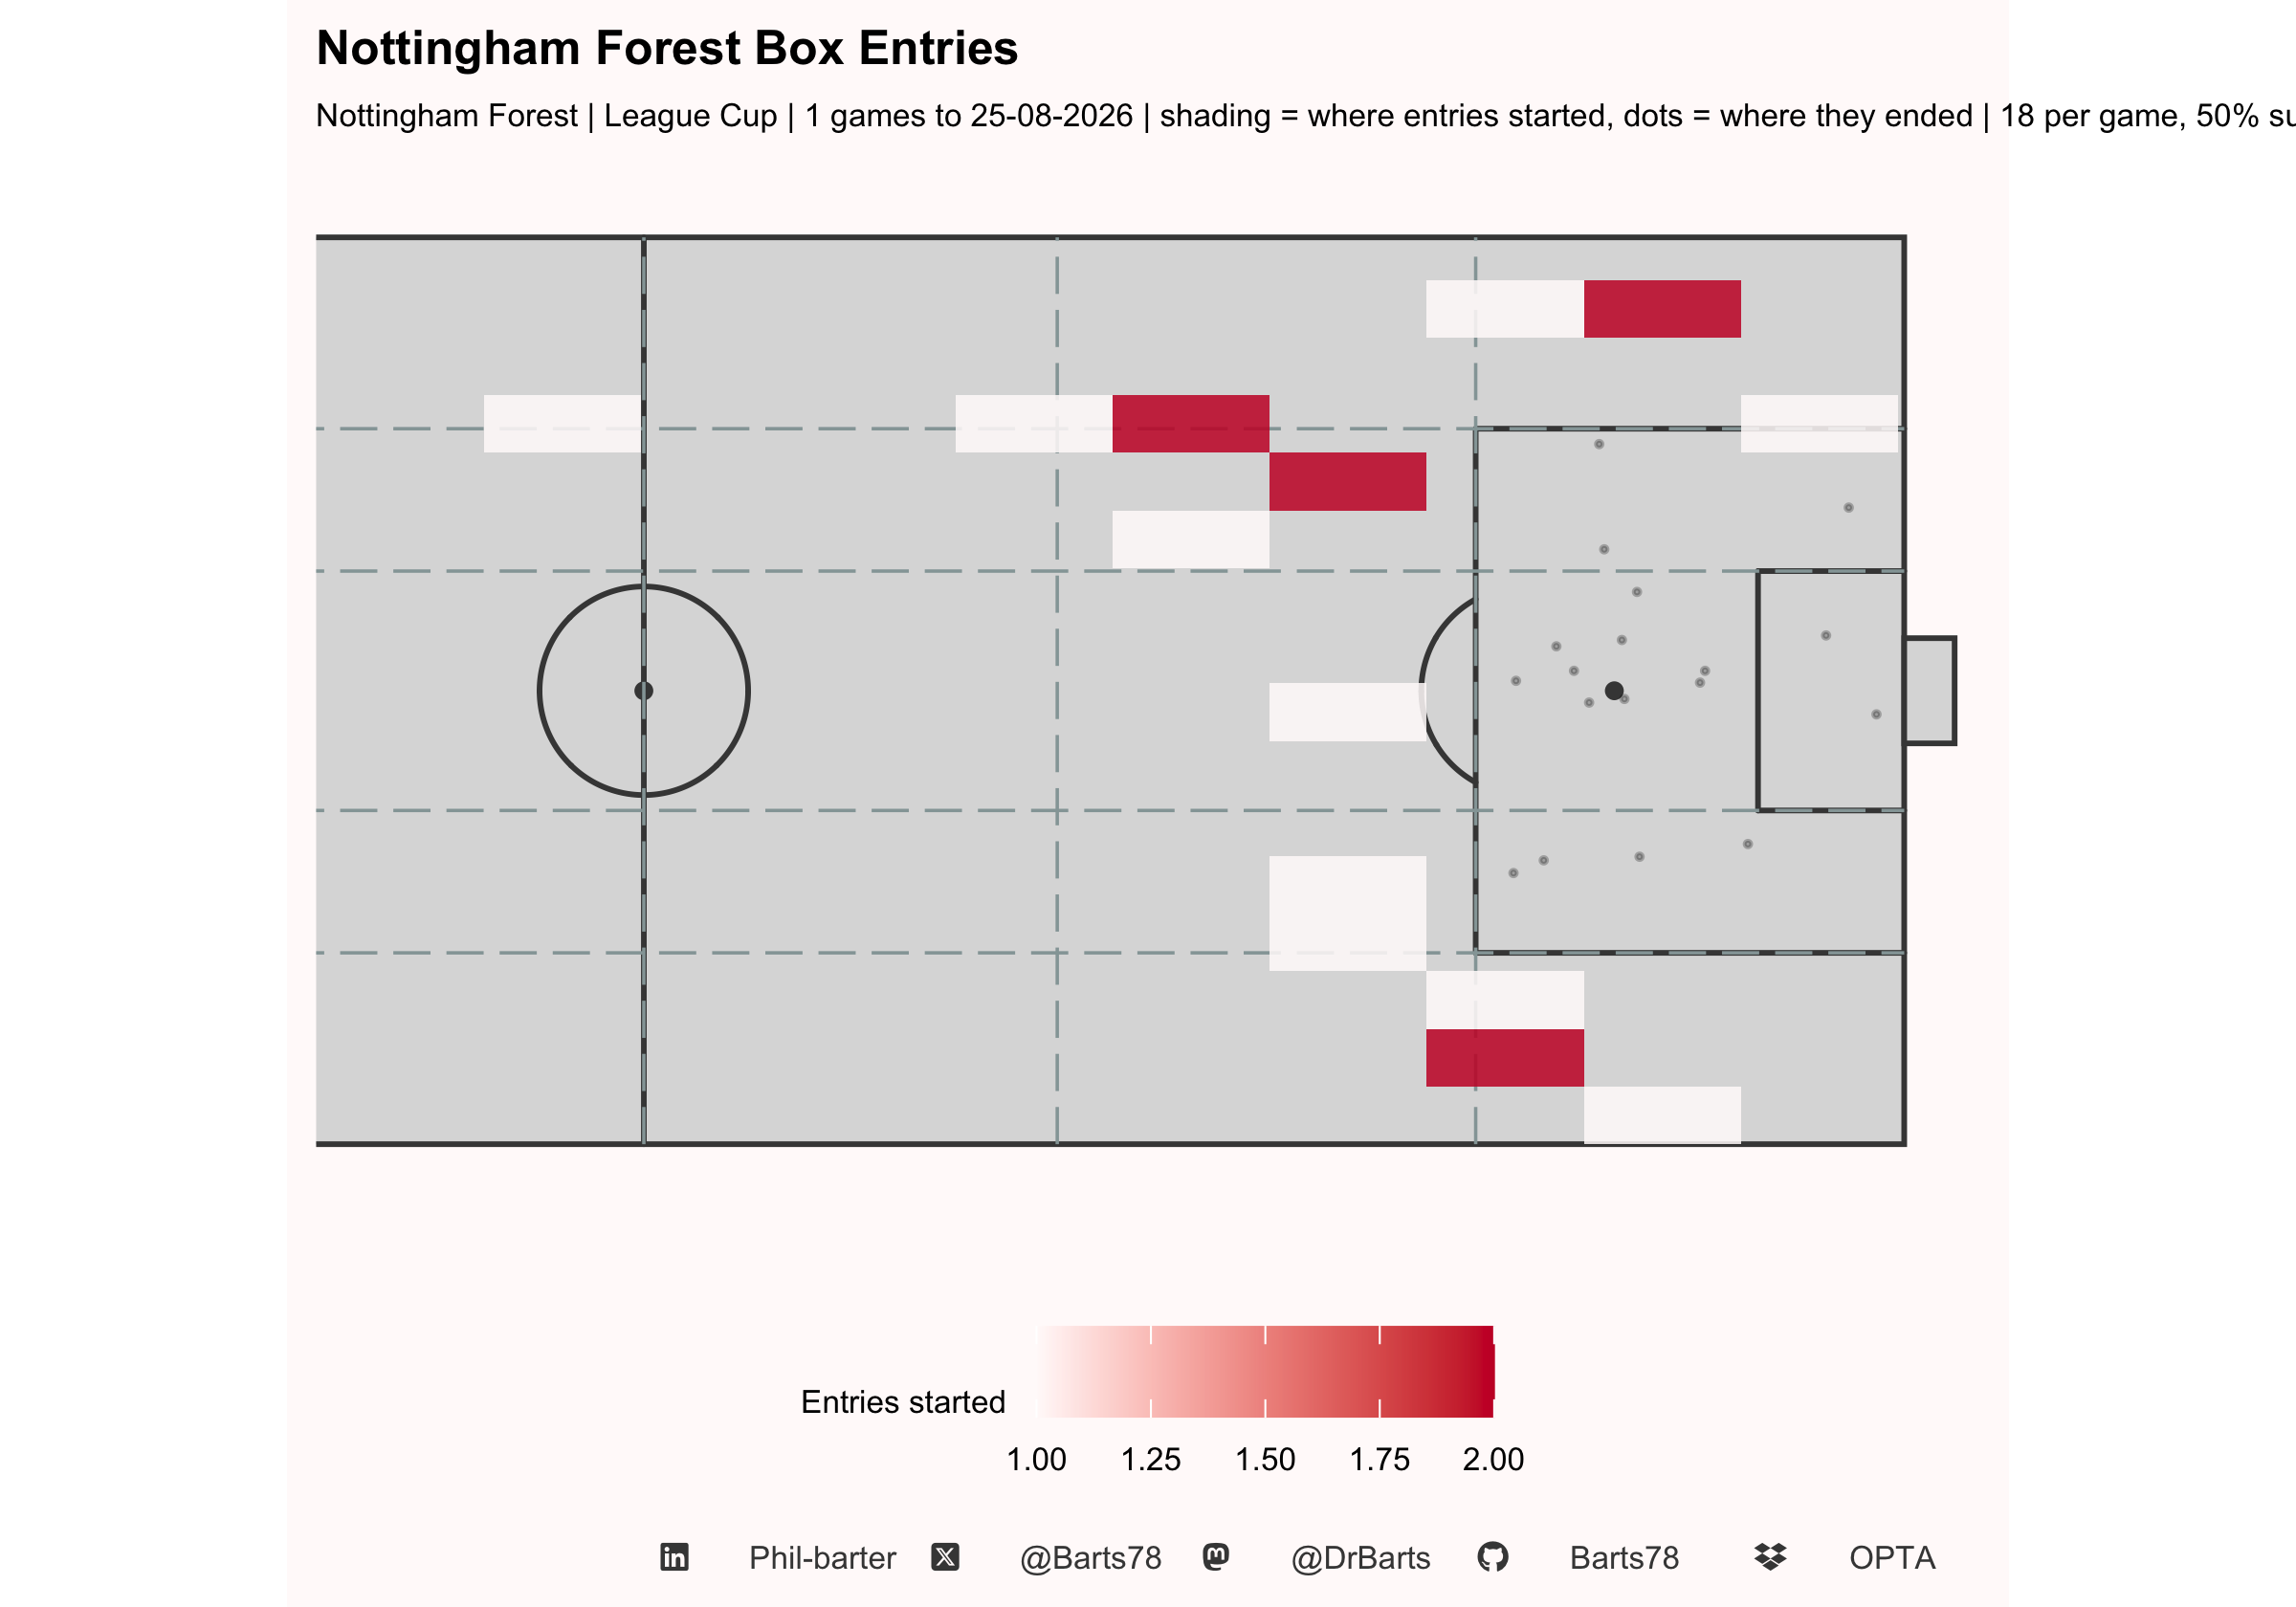 Nottingham Forest Box Entries
Nottingham Forest | League Cup | 1 games to 25-08-2026 | shading = where entries started, dots = where they ended | 18 per game, 50% su
Entries started
1.00 1.25 1.50 1.75 2.00
Phil-barter @Barts78 @DrBarts Barts78 OPTA